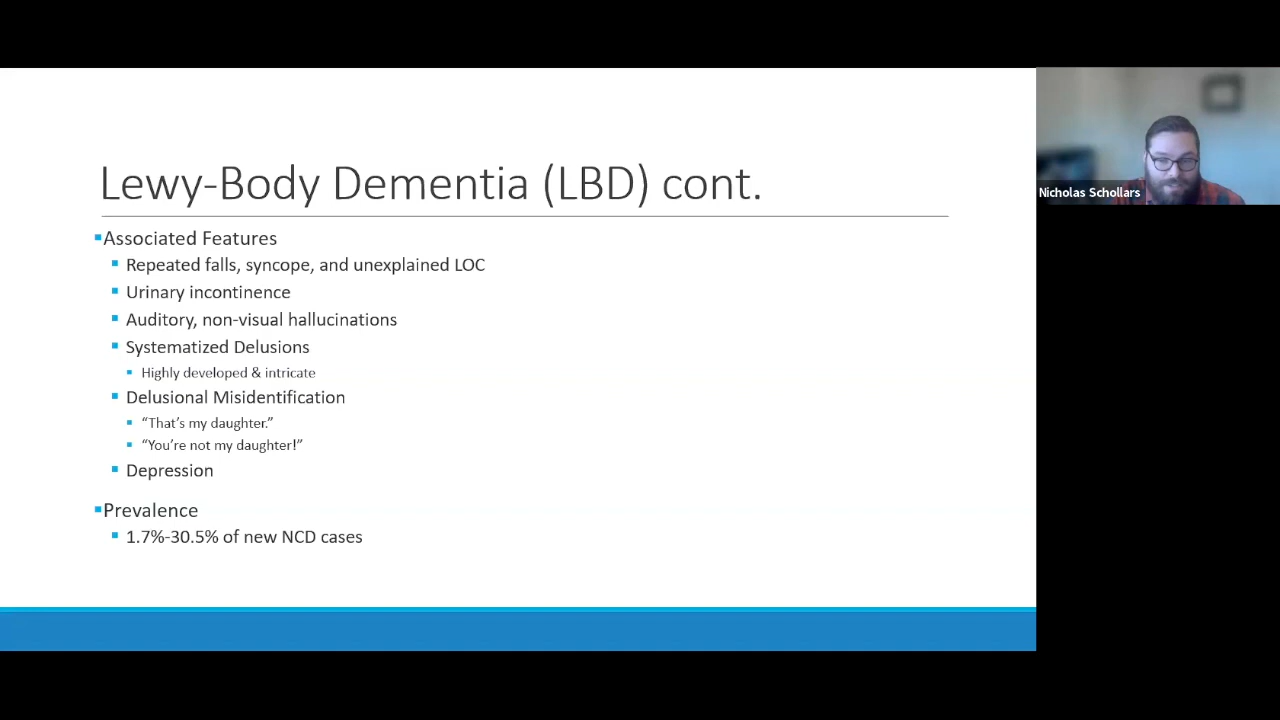 Lewy-Body Dementia (LBD) cont.
Nicholas Schollars
▪Associated Features
▪ Repeated falls, syncope, and unexplained LOC
▪ Urinary incontinence
▪ Auditory, non-visual hallucinations
▪ Systematized Delusions
▪ Highly developed & intricate
▪ Delusional Misidentification
▪ “That’s my daughter.”
▪ “You’re not my daughter!”
▪ Depression
▪Prevalence
▪ 1.7%-30.5% of new NCD cases